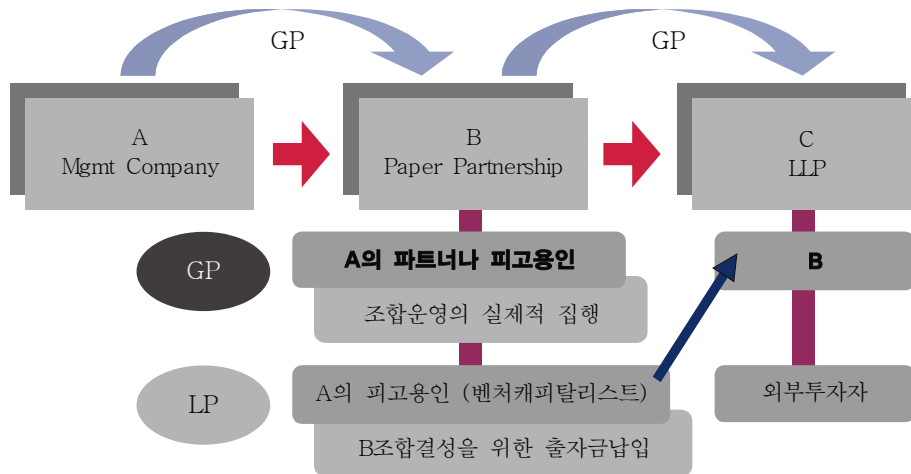 GP
GP
A
Mgmt Company
B
Paper Partnership
C
LLP
GP
A의 파트너나 피고용인
B
조합운영의 실제적 집행
LP
A의 피고용인 (벤처캐피탈리스트)
외부투자자
B조합결성을 위한 출자금납입